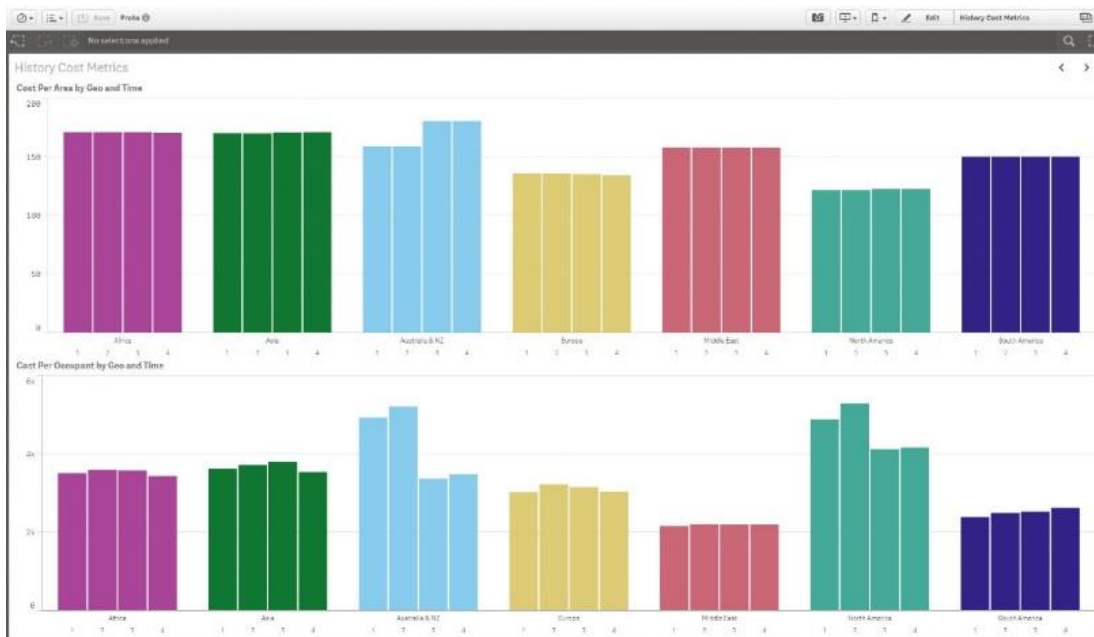 Save Proto
Edit History Cost Metrics
No selections applied
History Cost Metrics
Cost Per Area by Geo and Time
200
150
100
50
0
Africa Asia Australia & NZ Europe Middle East North America South America
1 2 3 4 1 2 3 4 1 2 3 4 1 2 3 4 1 2 3 4 1 2 3 4 1 2 3 4
Cost Per Occupant by Geo and Time
6k
4k
2k
0
Africa Asia Australia & NZ Europe Middle East North America South America
1 2 3 4 1 2 3 4 1 2 3 4 1 2 3 4 1 2 3 4 1 2 3 4 1 2 3 4